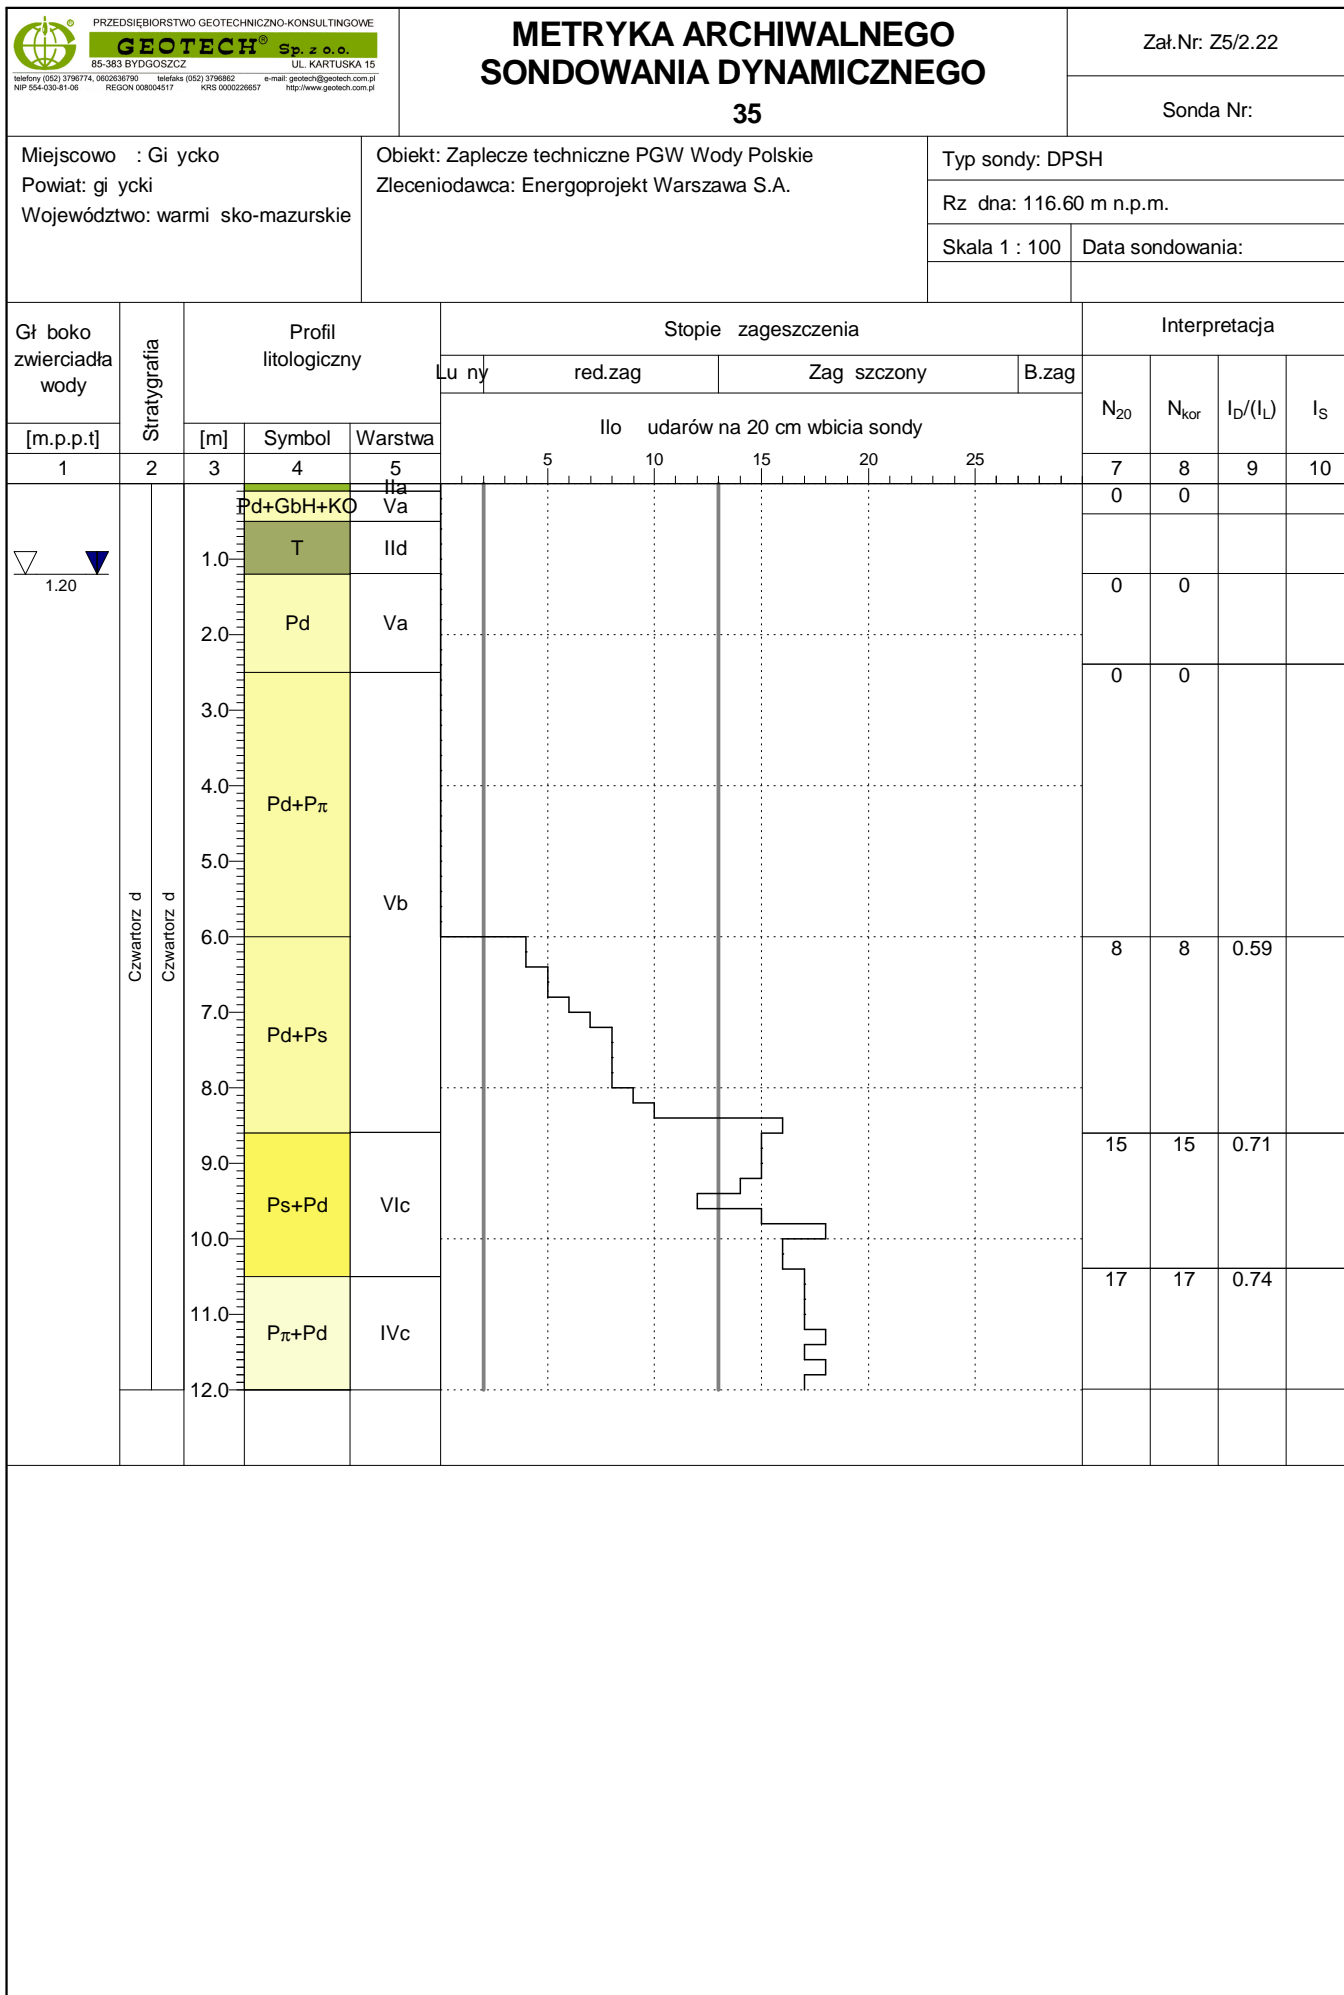 PRZEDSIĘBIORSTWO GEOTECHNICZNO-KONSULTINGOWE
GEOTECH® Sp. z o.o.
85-383 BYDGOSZCZ UL. KARTUSKA 15
telefony (052) 3796774, 0602636790 telefaks (052) 3796862 e-mail: geotech@geotech.com.pl
NIP 554-030-81-06 REGON 008004517 KRS 0000226657 http://www.geotech.com.pl
METRYKA ARCHIWALNEGO
SONDOWANIA DYNAMICZNEGO
35
Zał.Nr: Z5/2.22
Sonda Nr:
Miejscowo : Gi ycko
Powiat: gi ycki
Województwo: warmi sko-mazurskie
Obiekt: Zaplecze techniczne PGW Wody Polskie
Zleceniodawca: Energoprojekt Warszawa S.A.
Typ sondy: DPSH
Rz dna: 116.60 m n.p.m.
Skala 1 : 100 Data sondowania:
Gł boko
zwierciadła
wody
[m.p.p.t]
Stratygrafia
Profil
litologiczny
[m] Symbol Warstwa
Stopie zageszczenia
Lu ny red.zag Zag szczony B.zag
Ilo udarów na 20 cm wbicia sondy
5 10 15 20 25
Interpretacja
N20 Nkor ID/(IL) IS
1 2 3 4 5 7 8 9 10
IIa
Pd+GbH+KO Va 0 0
1.0 T IId
1.20
0 0
Pd Va
2.0
0 0
3.0
4.0
Pd+Pπ
5.0
Vb
Czwartorz d
Czwartorz d
6.0 8 8 0.59
7.0
Pd+Ps
8.0
15 15 0.71
9.0
Ps+Pd VIc
10.0
17 17 0.74
11.0
Pπ+Pd IVc
12.0